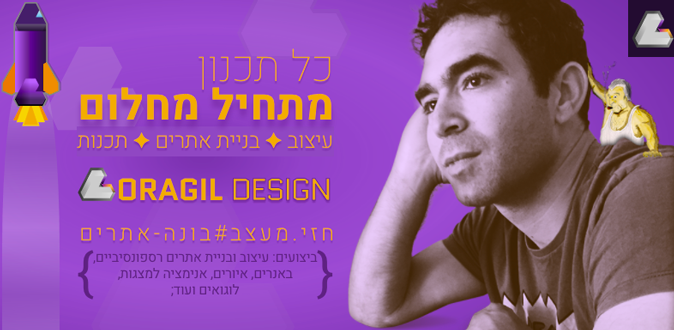 כל תכנון
מתחיל מחלום
עיצוב ✦ בניית אתרים ✦ תכנות
ORAGIL DESIGN
חזי.מעצב#בונה-אתרים
{ביצועים: עיצוב ובניית אתרים רספונסיביים,
באנרים, איורים, אנימציה למצגות,
לוגואים ועוד;}